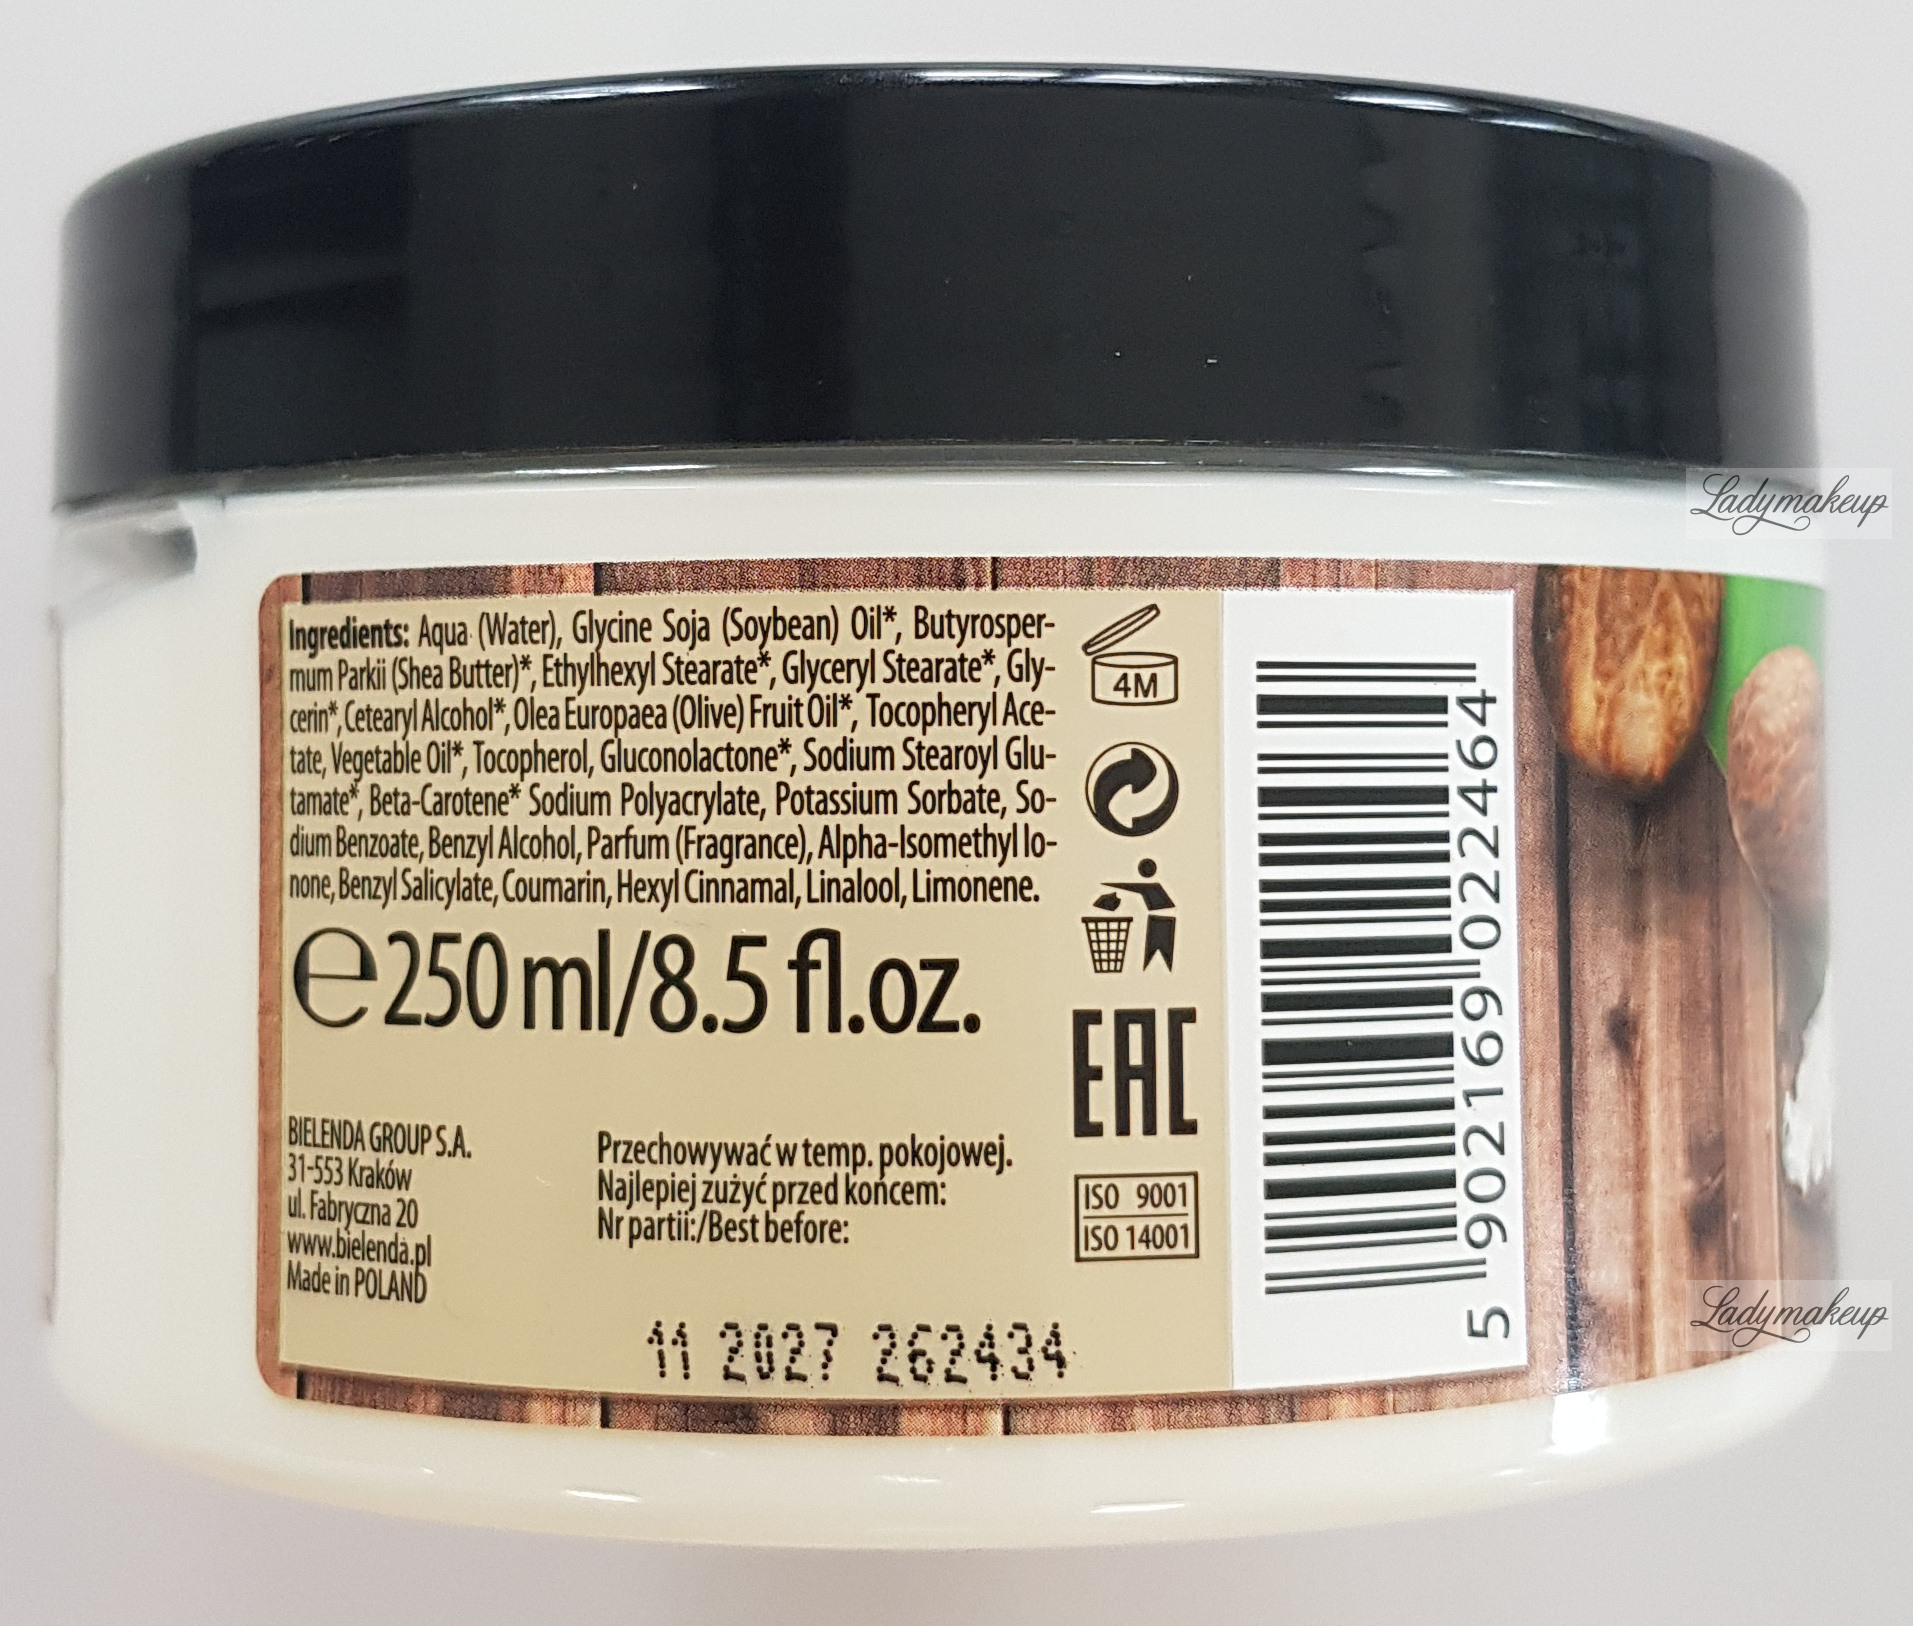 Ingredients: Aqua (Water), Glycine Soja (Soybean) Oil*, Butyrosper-
mum Parkii (Shea Butter)*, Ethylhexyl Stearate*, Glyceryl Stearate*, Gly-
cerin*, Cetearyl Alcohol*, Olea Europaea (Olive) Fruit Oil*, Tocopheryl Ace-
tate, Vegetable Oil*, Tocopherol, Gluconolactone*, Sodium Stearoyl Glu-
tamate*, Beta-Carotene* Sodium Polyacrylate, Potassium Sorbate, So-
dium Benzoate, Benzyl Alcohol, Parfum (Fragrance), Alpha-Isomethyl Io-
none, Benzyl Salicylate, Coumarin, Hexyl Cinnamal, Linalool, Limonene.
4M
℮ 250 ml/8.5 fl.oz.
EAC
BIELENDA GROUP S.A.
31-553 Kraków
ul. Fabryczna 20
www.bielenda.pl
Made in POLAND
Przechowywać w temp. pokojowej.
Najlepiej zużyć przed końcem:
Nr partii:/Best before:
ISO 9001
ISO 14001
11 2027 262434
5 902169 022464
Ladymakeup
Ladymakeup